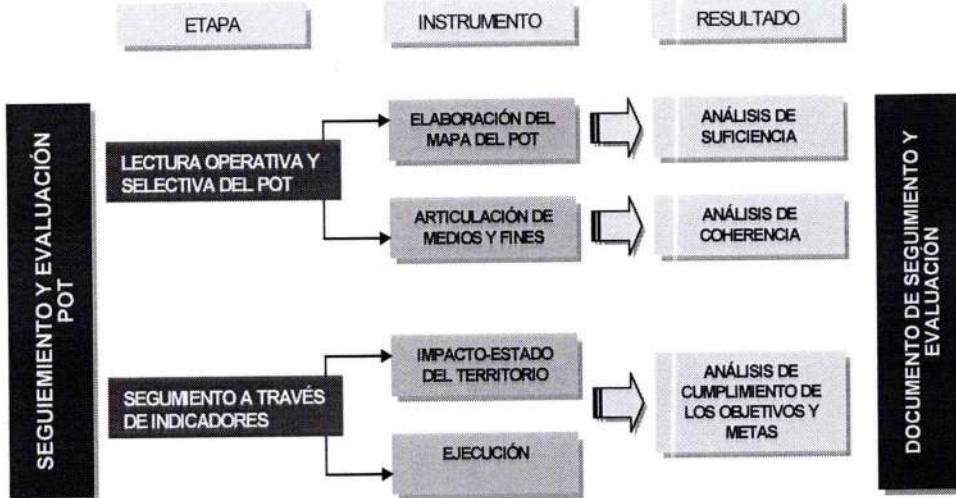 ETAPA
INSTRUMENTO
RESULTADO
SEGUIEMIENTO Y EVALUACIÓN
POT
LECTURA OPERATIVA Y
SELECTIVA DEL POT
ELABORACIÓN DEL
MAPA DEL POT
ANÁLISIS DE
SUFICIENCIA
ARTICULACIÓN DE
MEDIOS Y FINES
ANÁLISIS DE
COHERENCIA
SEGUMIENTO A TRAVÉS
DE INDICADORES
IMPACTO-ESTADO
DEL TERRITORIO
EJECUCIÓN
ANÁLISIS DE
CUMPLIMIENTO DE
LOS OBJETIVOS Y
METAS
DOCUMENTO DE SEGUIMIENTO Y
EVALUACIÓN